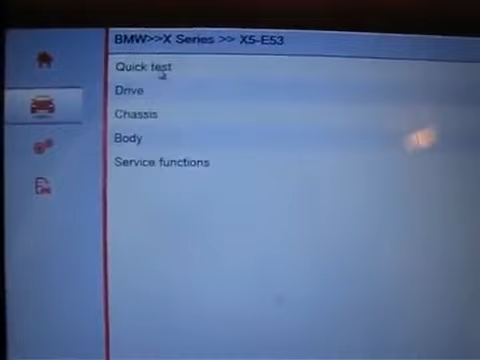 BMW>>X Series >> X5-E53
Quick test
Drive
Chassis
Body
Service functions